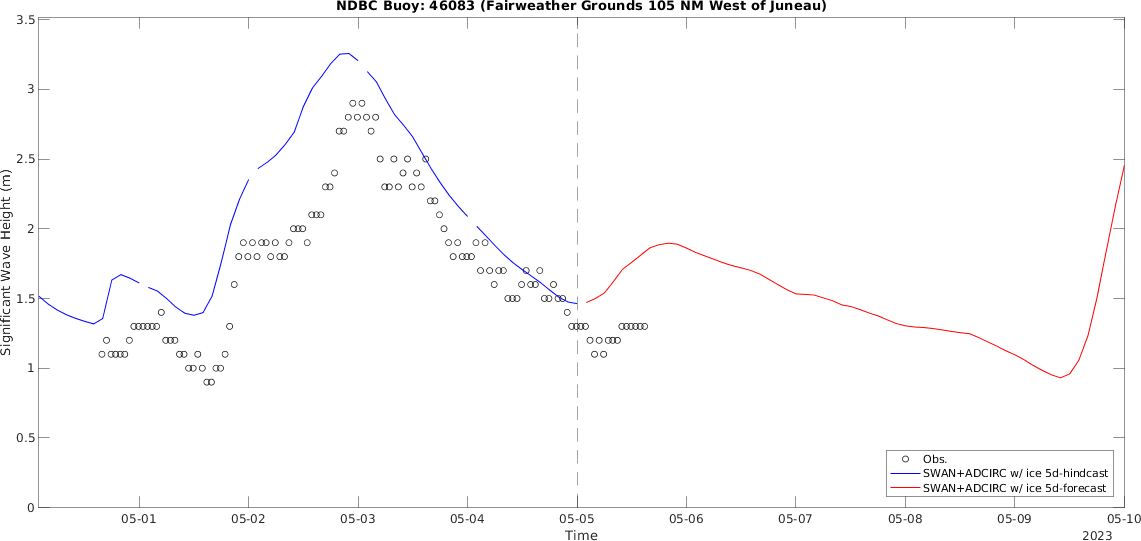 NDBC Buoy: 46083 (Fairweather Grounds 105 NM West of Juneau)
3.5
3
2.5
2
1.5
1
0.5
0
Significant Wave Height (m)
Obs.
SWAN+ADCIRC w/ ice 5d-hindcast
SWAN+ADCIRC w/ ice 5d-forecast
05-01 05-02 05-03 05-04 05-05 05-06 05-07 05-08 05-09 05-10
Time
2023